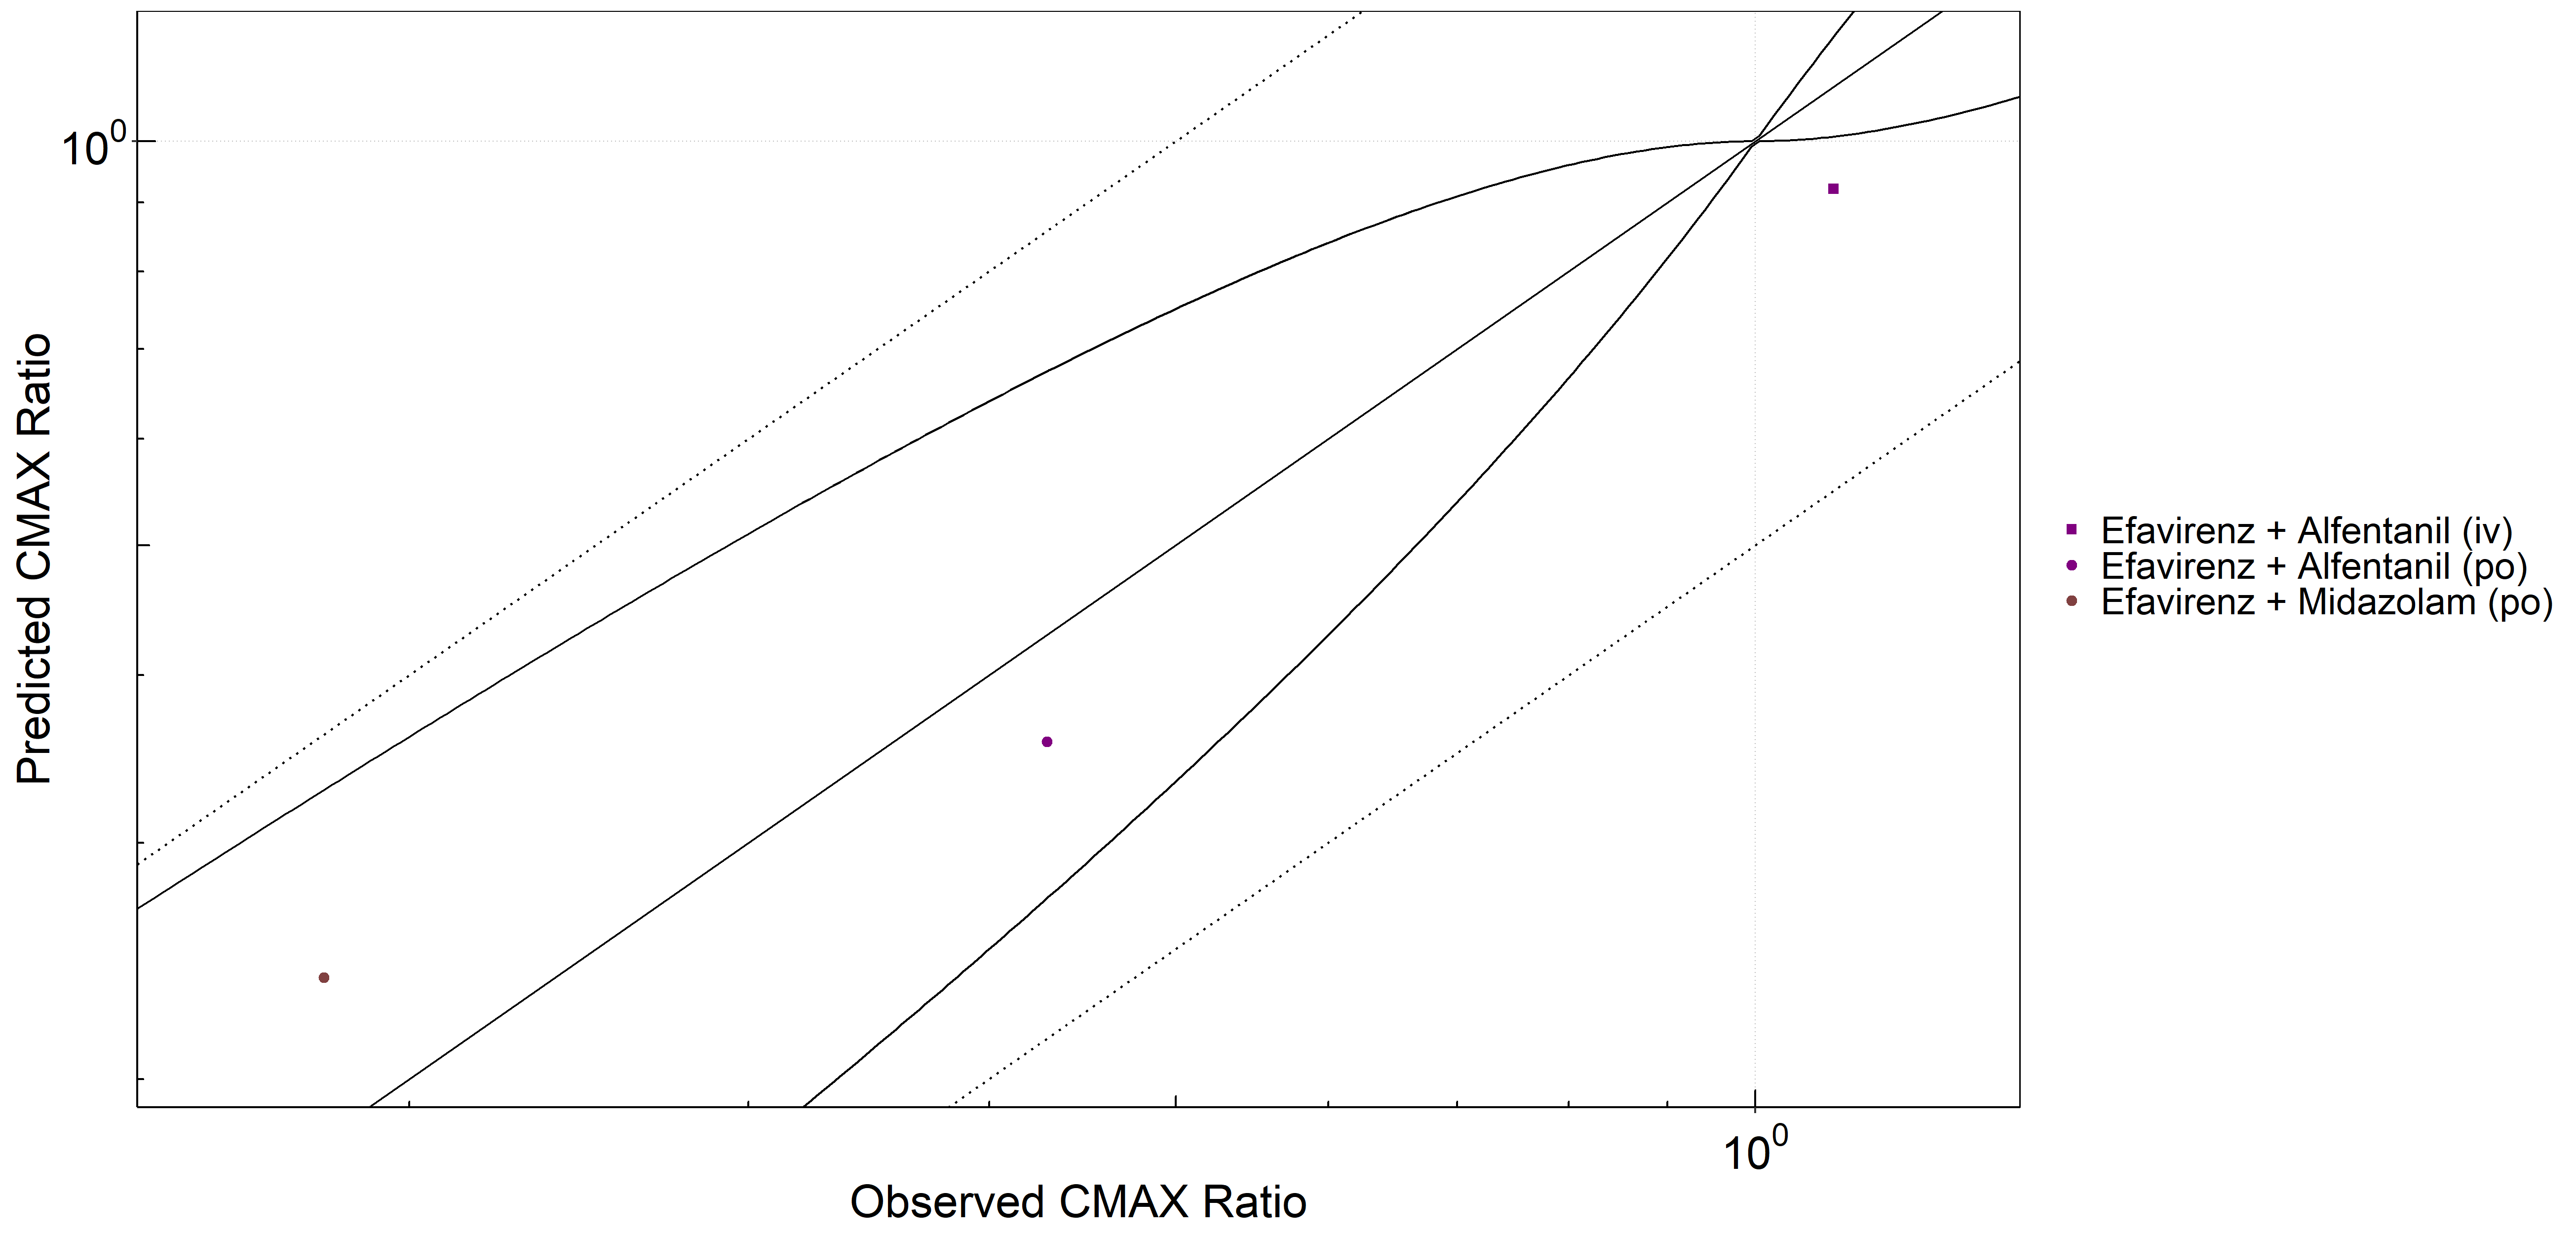 10⁰
Predicted CMAX Ratio
Efavirenz + Alfentanil (iv)
Efavirenz + Alfentanil (po)
Efavirenz + Midazolam (po)
10⁰
Observed CMAX Ratio